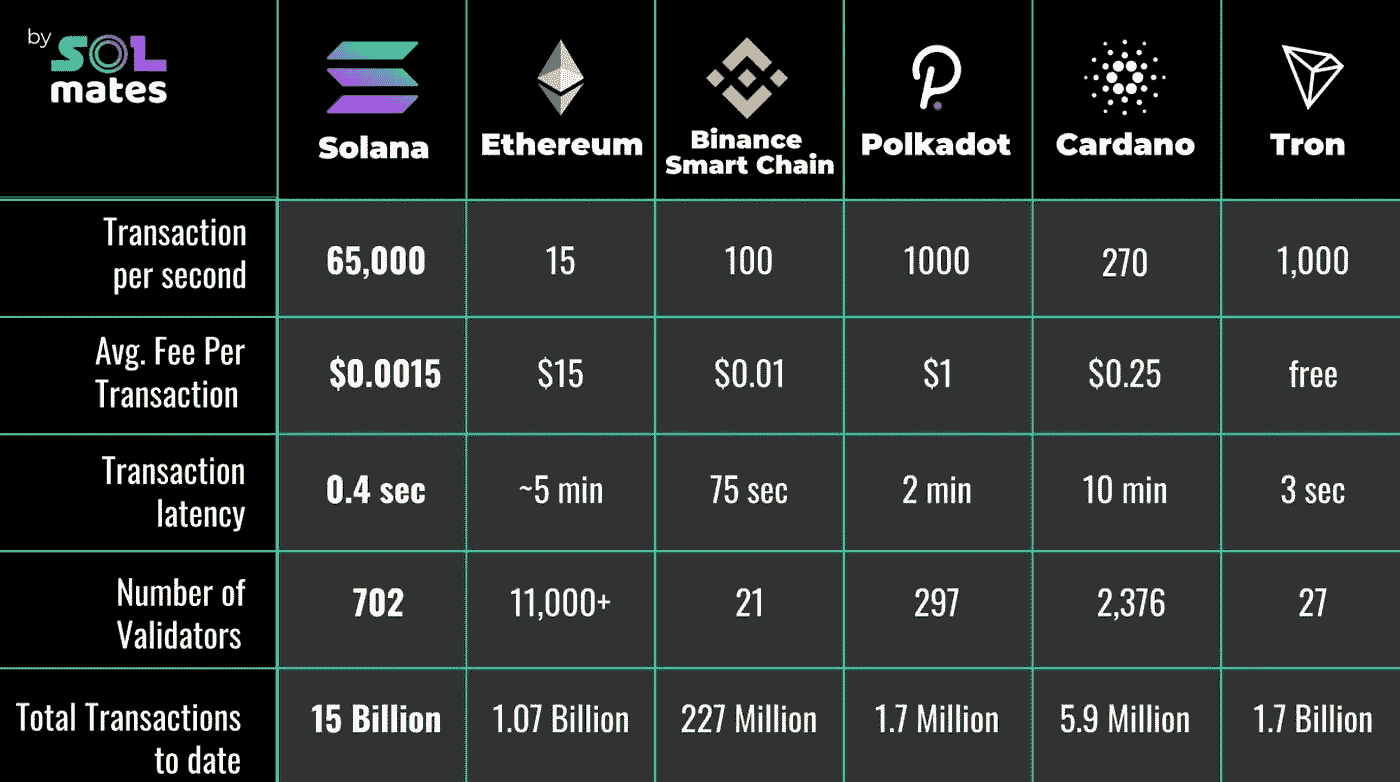 by SOL
mates
Solana
Ethereum
Binance
Smart Chain
Polkadot
Cardano
Tron
Transaction
per second
65,000
15
100
1000
270
1,000
Avg. Fee Per
Transaction
$0.0015
$15
$0.01
$1
$0.25
free
Transaction
latency
0.4 sec
~5 min
75 sec
2 min
10 min
3 sec
Number of
Validators
702
11,000+
21
297
2,376
27
Total Transactions
to date
15 Billion
1.07 Billion
227 Million
1.7 Million
5.9 Million
1.7 Billion